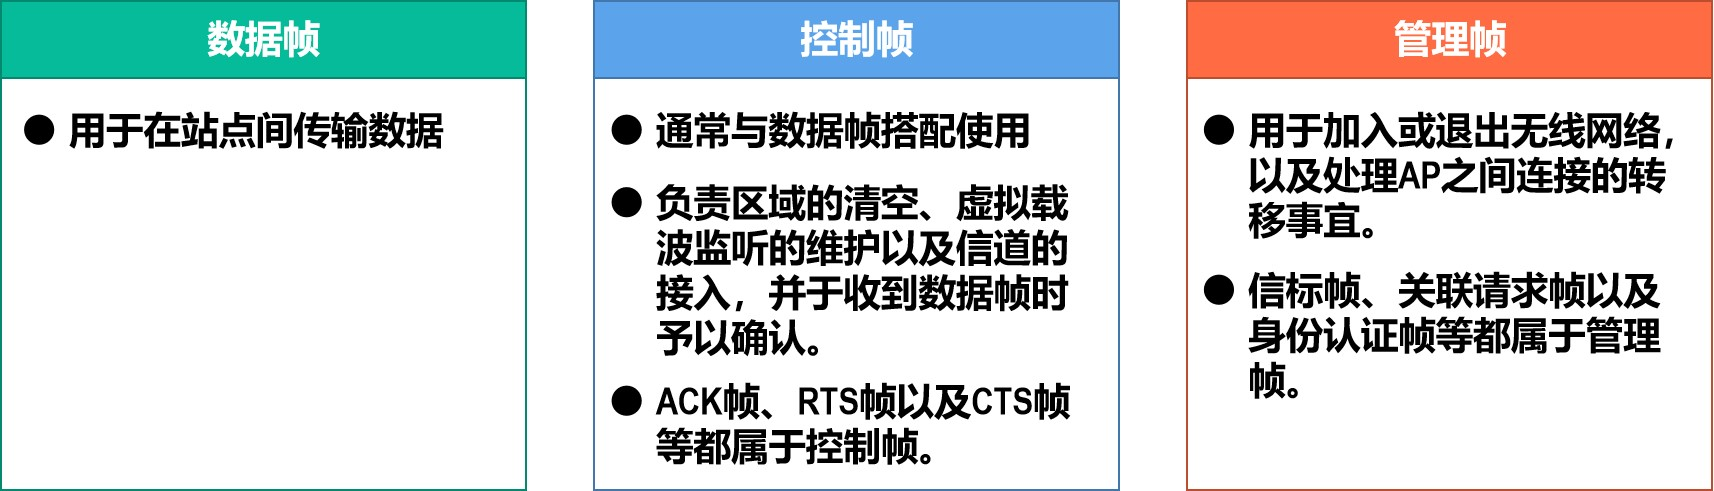 数据帧
● 用于在站点间传输数据
控制帧
● 通常与数据帧搭配使用
● 负责区域的清空、虚拟载
波监听的维护以及信道的
接入，并于收到数据帧时
予以确认。
● ACK帧、RTS帧以及CTS帧
等都属于控制帧。
管理帧
● 用于加入或退出无线网络，
以及处理AP之间连接的转
移事宜。
● 信标帧、关联请求帧以及
身份认证帧等都属于管理
帧。